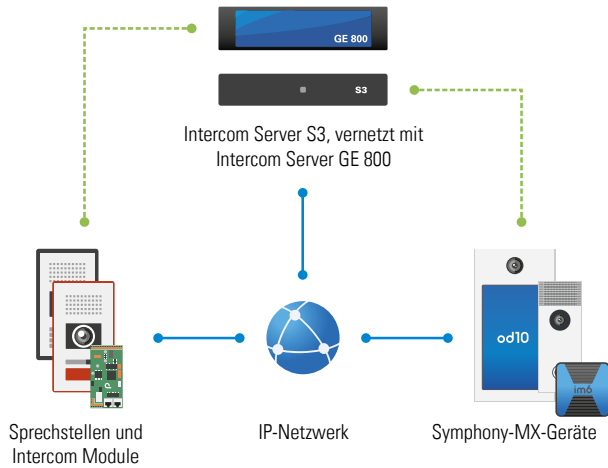 GE 800
S3
Intercom Server S3, vernetzt mit
Intercom Server GE 800
od10
im6
Sprechstellen und
Intercom Module
IP-Netzwerk
Symphony-MX-Geräte